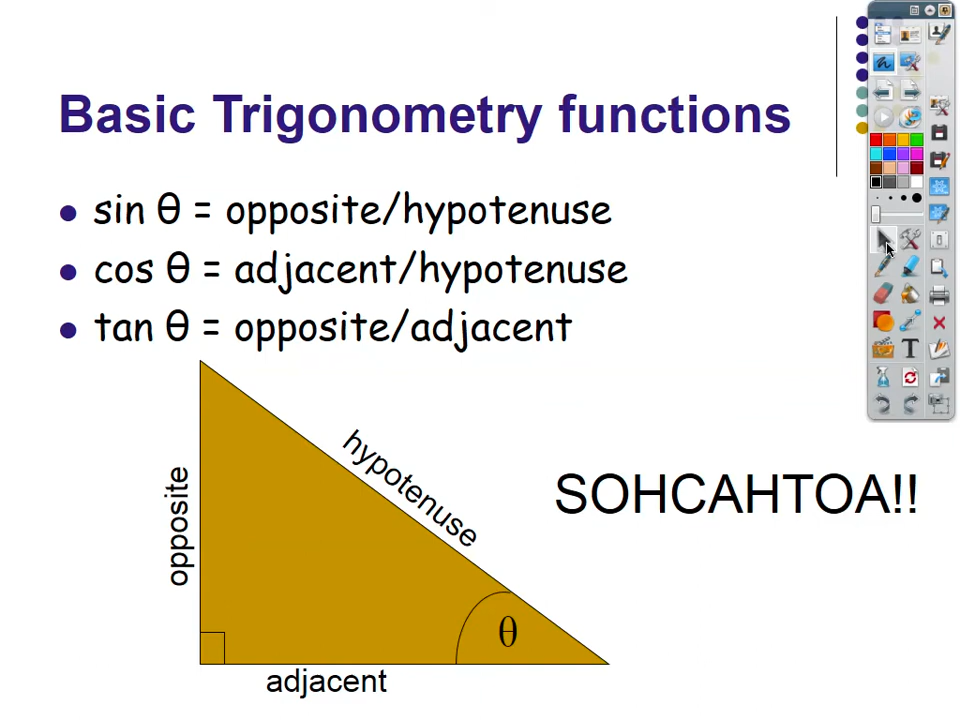 Basic Trigonometry functions
sin θ = opposite/hypotenuse
cos θ = adjacent/hypotenuse
tan θ = opposite/adjacent
hypotenuse
opposite
SOHCAHTOA!!
θ
adjacent
T